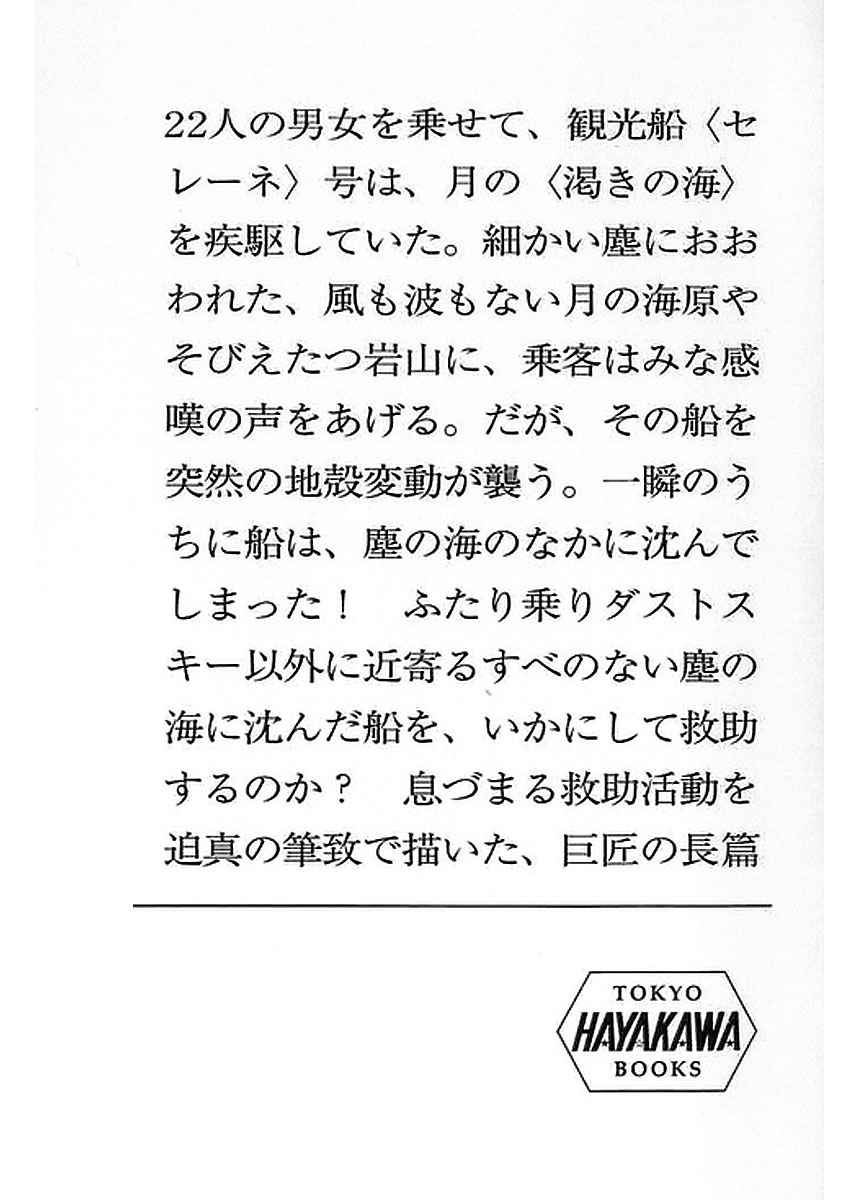 22人の男女を乗せて、観光船〈セ
レーネ〉号は、月の〈渇きの海〉
を疾駆していた。細かい塵におお
われた、風も波もない月の海原や
そびえたつ岩山に、乗客はみな感
嘆の声をあげる。だが、その船を
突然の地殻変動が襲う。一瞬のう
ちに船は、塵の海のなかに沈んで
しまった！　ふたり乗りダストス
キー以外に近寄るすべのない塵の
海に沈んだ船を、いかにして救助
するのか？　息づまる救助活動を
迫真の筆致で描いた、巨匠の長篇
TOKYO
HAYAKAWA
BOOKS